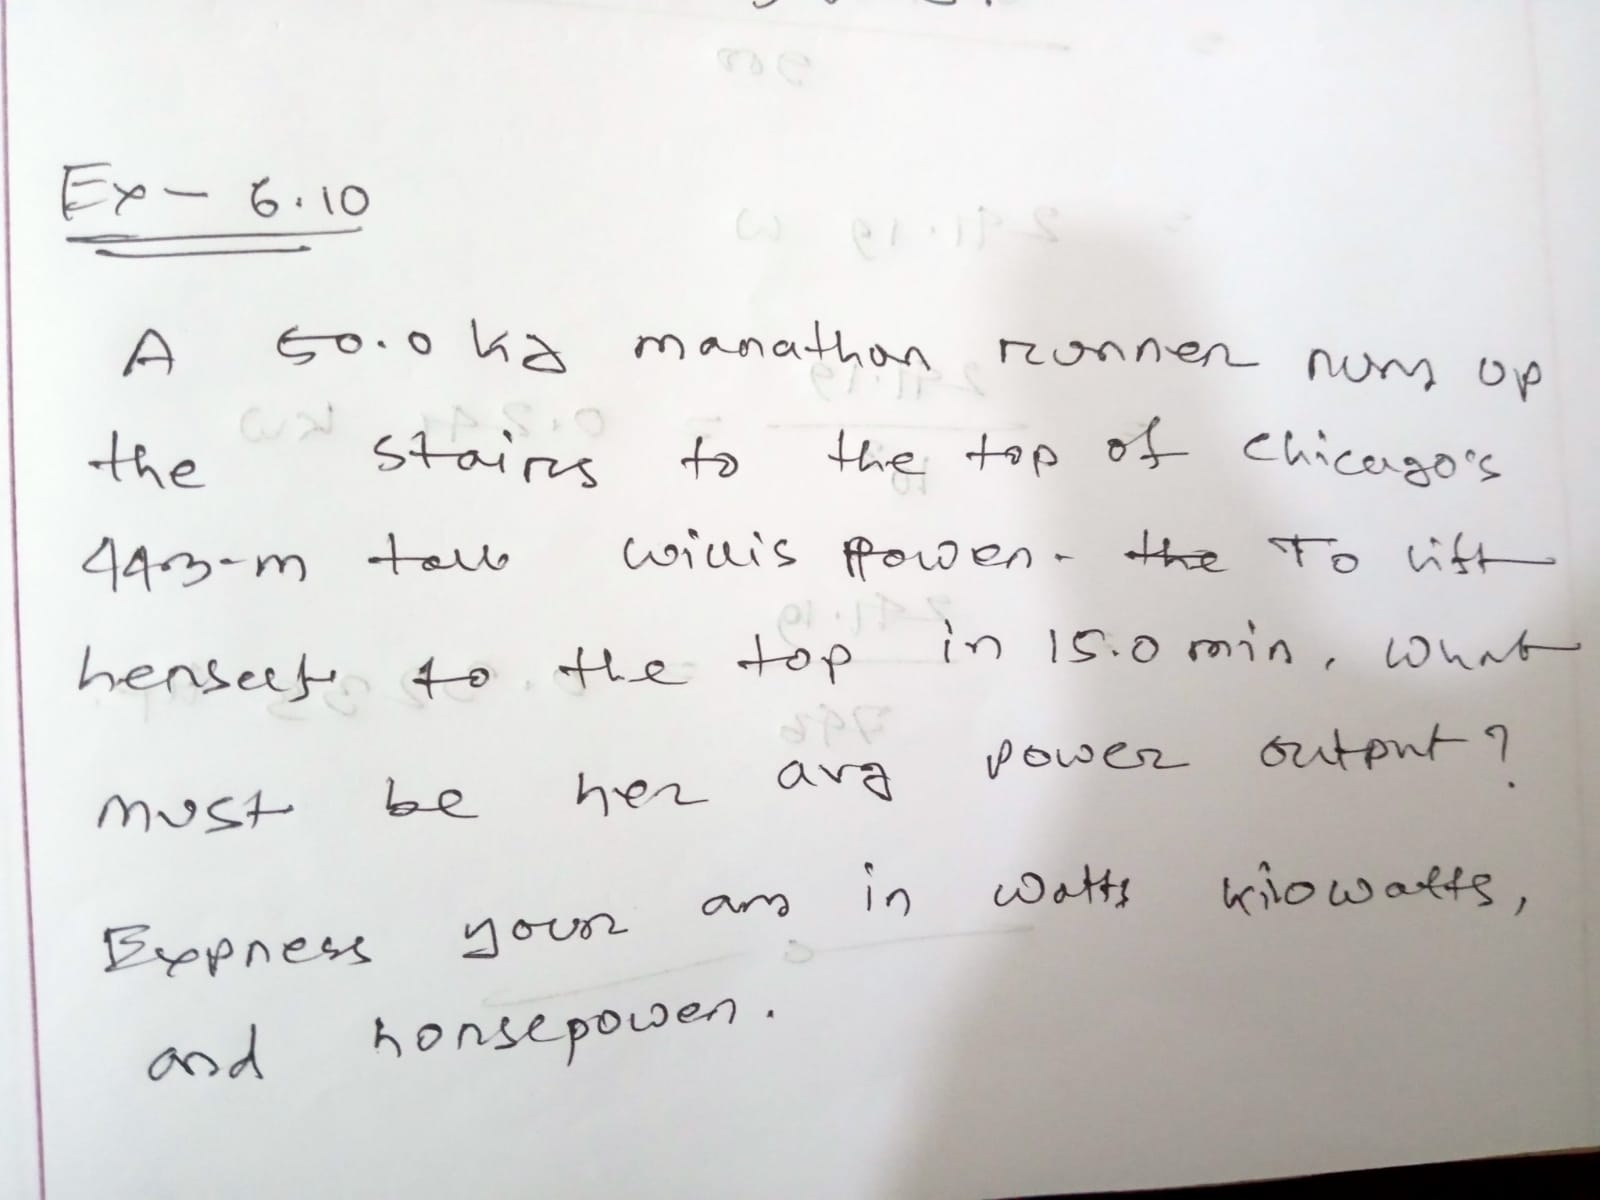 Ex- 6.10
A 50.0 kg marathon runner runs up
the stairs to the top of Chicago's
443-m tall Willis Power. the To lift
herself to the top in 15.0 min, what
must be her avg power output?
Express your ans in watts kilowatts,
and horsepower.